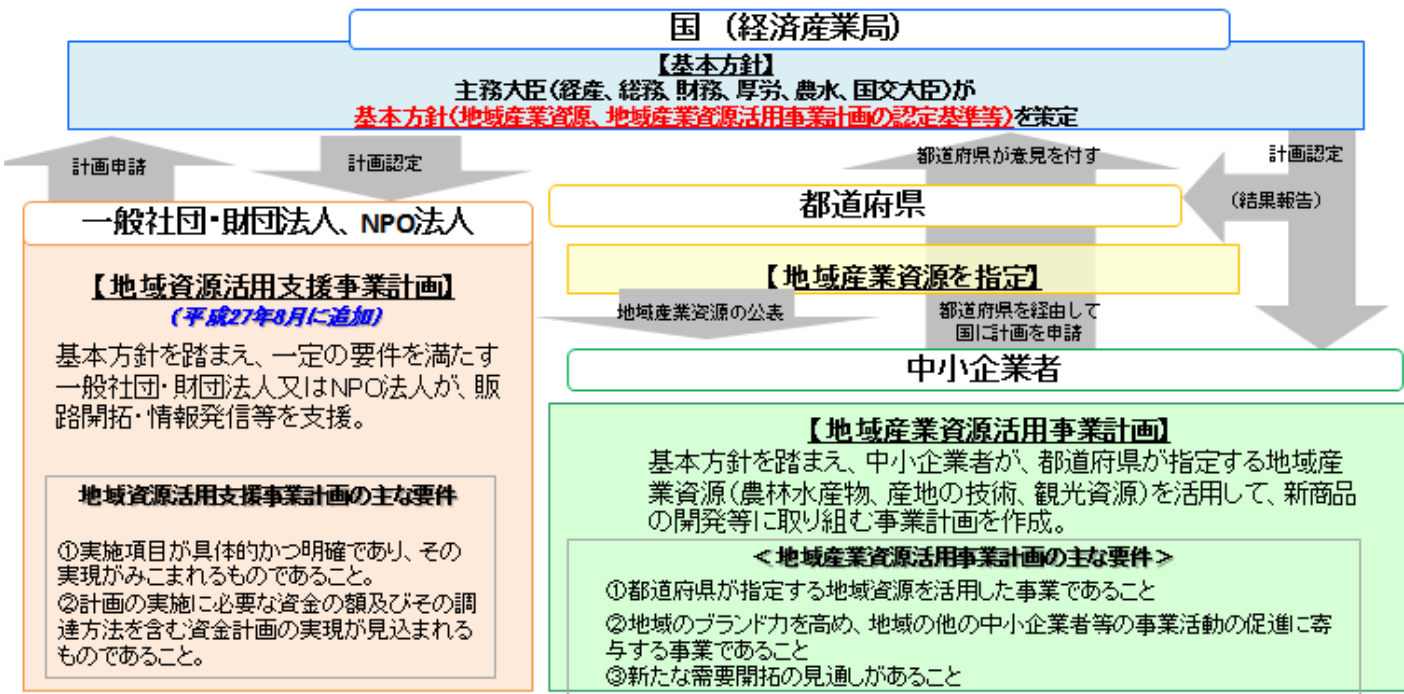 国 (経済産業局)
【基本方針】
主務大臣(経産、総務、財務、厚労、農水、国交大臣)が
基本方針(地域産業資源、地域産業資源活用事業計画の認定基準等)を策定
計画申請
計画認定
都道府県が意見を付す
計画認定
(結果報告)
一般社団・財団法人、NPO法人
【地域資源活用支援事業計画】
(平成27年8月に追加)
基本方針を踏まえ、一定の要件を満たす
一般社団・財団法人又はNPO法人が、販
路開拓・情報発信等を支援。
地域資源活用支援事業計画の主な要件
①実施項目が具体的かつ明確であり、その
実現がみこまれるものであること。
②計画の実施に必要な資金の額及びその調
達方法を含む資金計画の実現が見込まれる
ものであること。
都道府県
【地域産業資源を指定】
地域産業資源の公表
都道府県を経由して
国に計画を申請
中小企業者
【地域産業資源活用事業計画】
基本方針を踏まえ、中小企業者が、都道府県が指定する地域産
業資源(農林水産物、産地の技術、観光資源)を活用して、新商品
の開発等に取り組む事業計画を作成。
<地域産業資源活用事業計画の主な要件>
①都道府県が指定する地域資源を活用した事業であること
②地域のブランド力を高め、地域の他の中小企業者等の事業活動の促進に寄
与する事業であること
③新たな需要開拓の見通しがあること